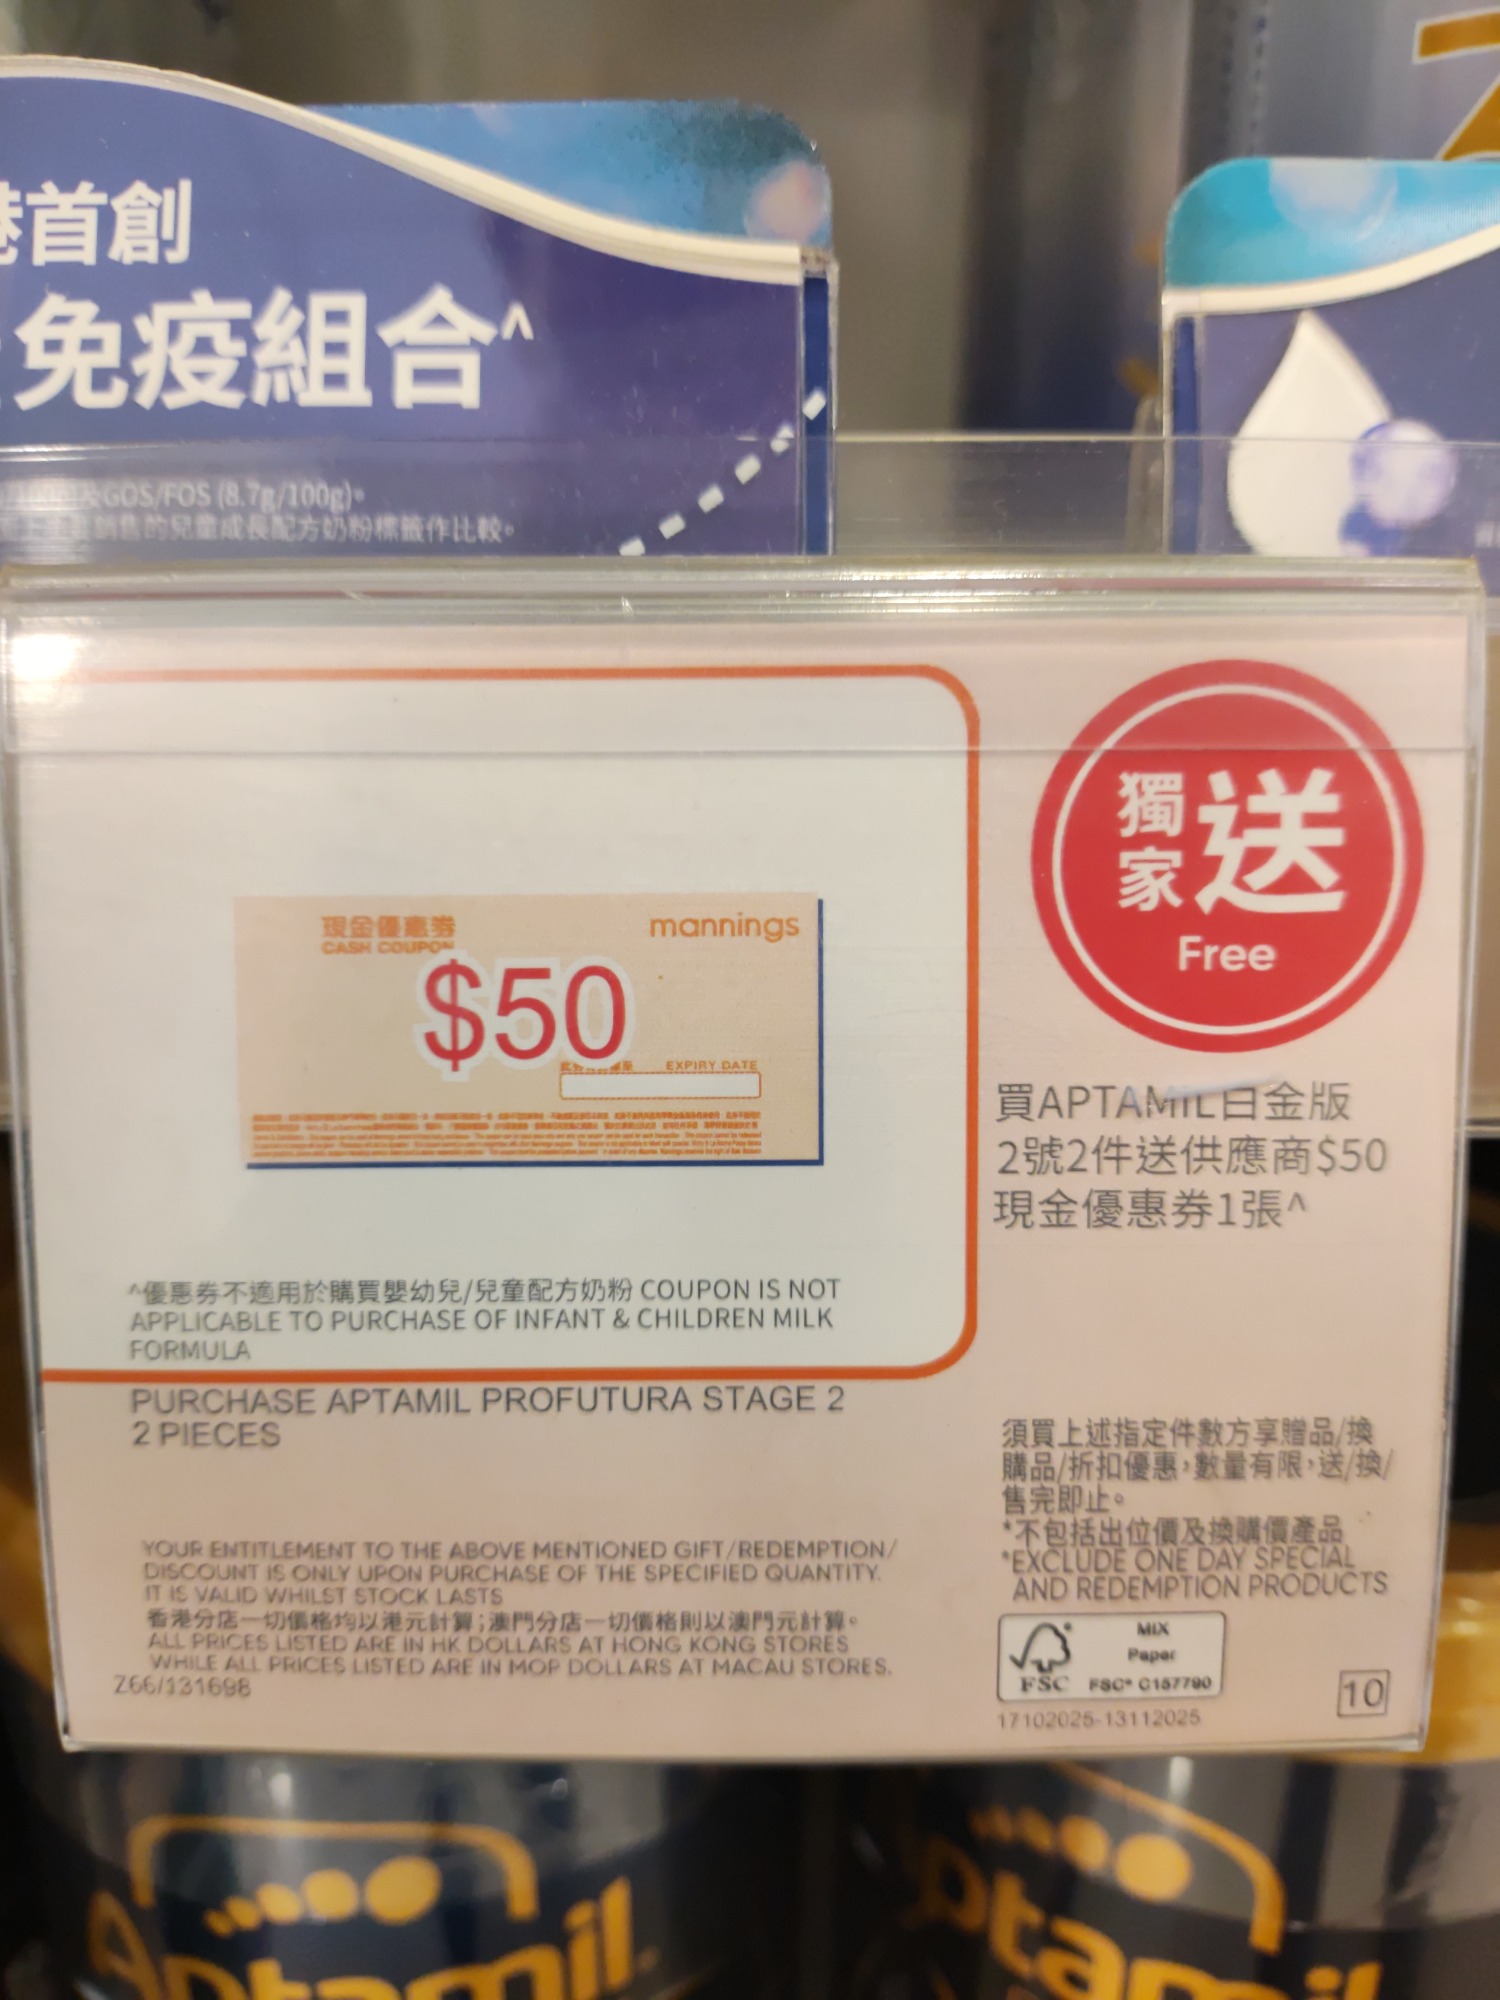 港首創
免疫組合^
GOS/FOS (8.7g/100g)。
銷售的兒童成長配方奶粉標籤作比較。
現金優惠券
CASH COUPON
mannings
$50
EXPIRY DATE
獨家
送
Free
買APTAMIL白金版
2號2件送供應商$50
現金優惠券1張^
^優惠券不適用於購買嬰幼兒/兒童配方奶粉 COUPON IS NOT
APPLICABLE TO PURCHASE OF INFANT & CHILDREN MILK
FORMULA
PURCHASE APTAMIL PROFUTURA STAGE 2
2 PIECES
須買上述指定件數方享贈品/換
購品/折扣優惠，數量有限，送/換/
售完即止。
*不包括出位價及換購價產品
*EXCLUDE ONE DAY SPECIAL
AND REDEMPTION PRODUCTS
YOUR ENTITLEMENT TO THE ABOVE MENTIONED GIFT/REDEMPTION/
DISCOUNT IS ONLY UPON PURCHASE OF THE SPECIFIED QUANTITY.
IT IS VALID WHILST STOCK LASTS
香港分店一切價格均以港元計算；澳門分店一切價格則以澳門元計算。
ALL PRICES LISTED ARE IN HK DOLLARS AT HONG KONG STORES
WHILE ALL PRICES LISTED ARE IN MOP DOLLARS AT MACAU STORES.
Z66/131698
FSC
MIX
Paper
FSC® C157790
17102025-13112025
10
Aptamil
Aptamil